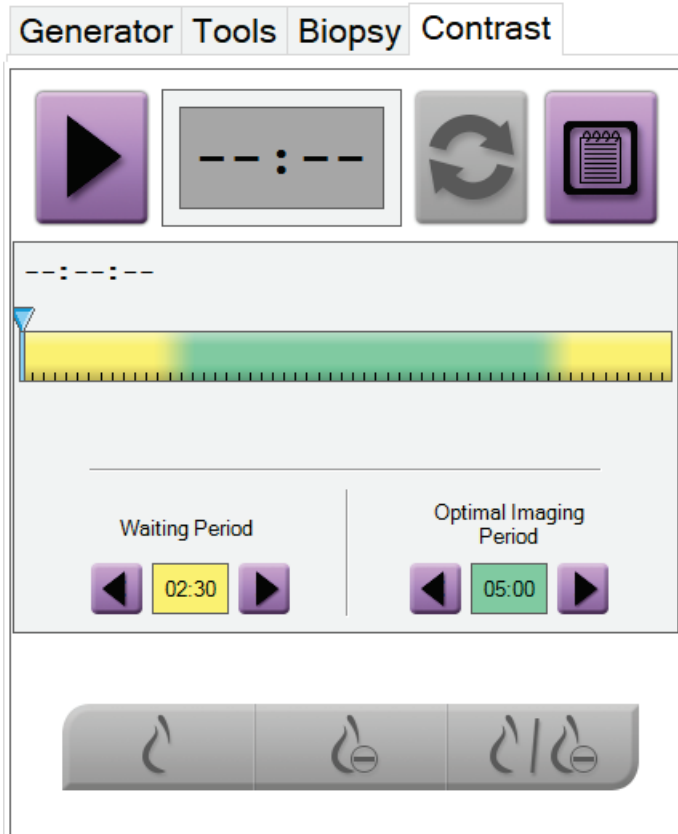 Generator Tools Biopsy Contrast
--:--
--:--:--
Waiting Period
Optimal Imaging
Period
02:30
05:00